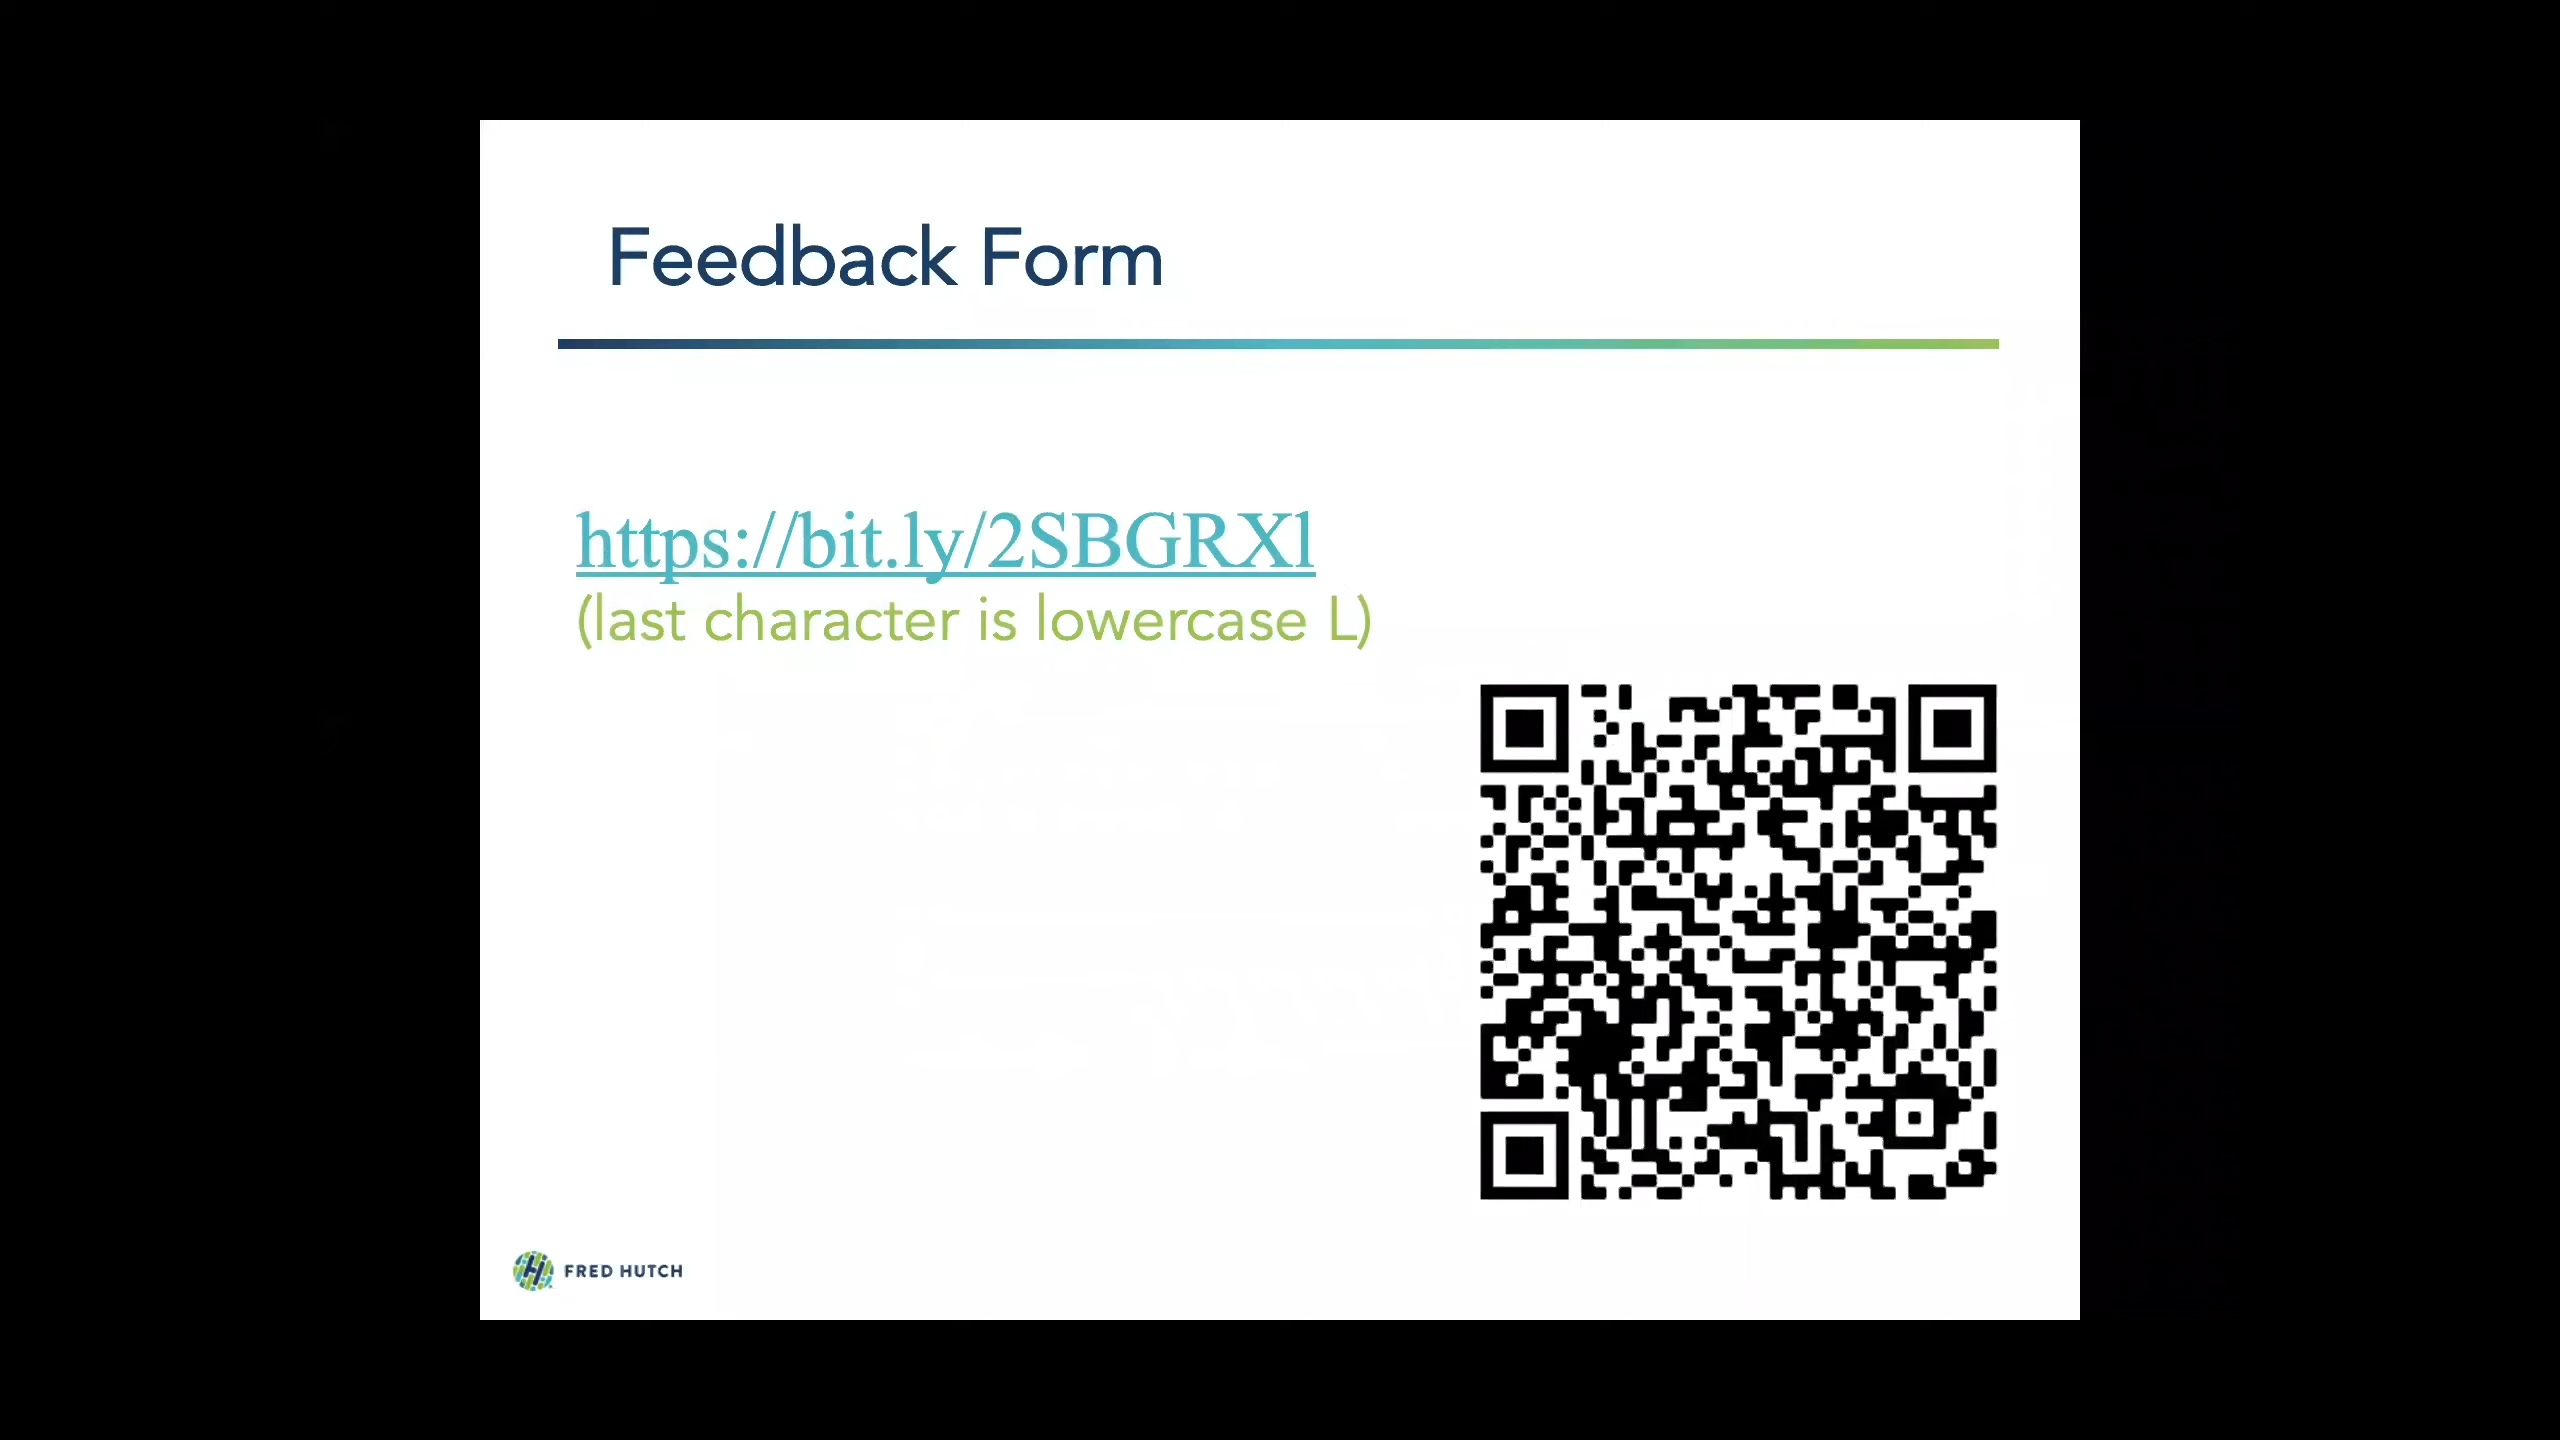 Feedback Form
https://bit.ly/2SBGRXl
(last character is lowercase L)
FRED HUTCH